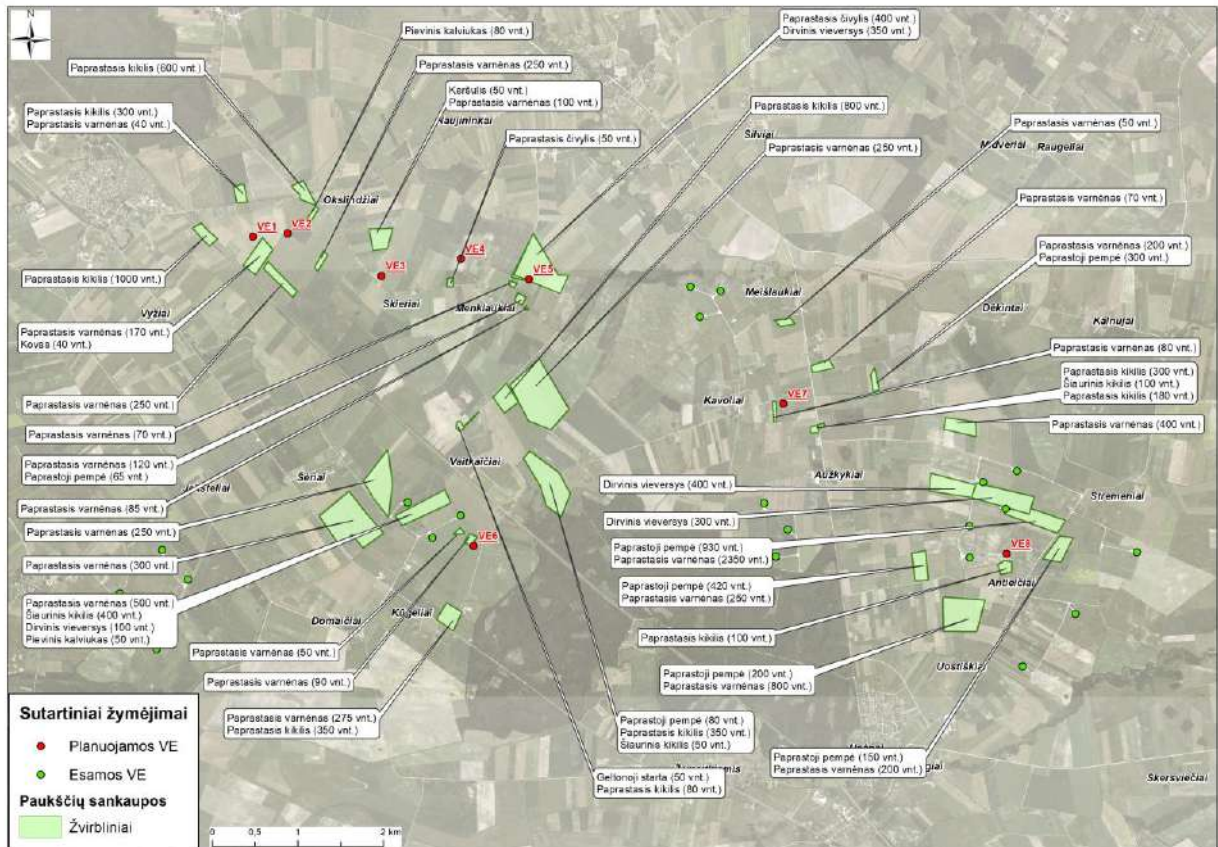 N
Pievinis kalviukas (80 vnt.)
Paprastasis čivylis (400 vnt.)
Dirvinis vieversys (350 vnt.)
Paprastasis kikilis (600 vnt.)
Paprastasis varnėnas (250 vnt.)
Keršulis (50 vnt.)
Paprastasis varnėnas (100 vnt.)
Naujininkai
Paprastasis kikilis (300 vnt.)
Paprastasis varnėnas (40 vnt.)
Paprastasis čivylis (50 vnt.)
Paprastasis kikilis (800 vnt.)
Silviai
Paprastasis varnėnas (250 vnt.)
Paprastasis varnėnas (50 vnt.)
Midveriai
Raugeliai
Okslindžiai
Paprastasis varnėnas (70 vnt.)
VE1
VE2
VE3
VE4
VE5
Paprastasis varnėnas (200 vnt.)
Paprastoji pempė (300 vnt.)
Paprastasis kikilis (1000 vnt.)
Vyžiai
Skieriai
Menklaukiai
Meišlaukiai
Dėkintai
Kalnujai
Paprastasis varnėnas (170 vnt.)
Kovas (40 vnt.)
Paprastasis varnėnas (80 vnt.)
Paprastasis kikilis (300 vnt.)
Šiaurinis kikilis (100 vnt.)
Paprastasis kikilis (180 vnt.)
Paprastasis varnėnas (250 vnt.)
Kavoliai
VE7
Paprastasis varnėnas (400 vnt.)
Paprastasis varnėnas (70 vnt.)
Paprastasis varnėnas (120 vnt.)
Paprastoji pempė (65 vnt.)
Vaitkaičiai
Sėriai
Aužkykiai
Dirvinis vieversys (400 vnt.)
Stremeniai
Paprastasis varnėnas (85 vnt.)
Paprastasis varnėnas (250 vnt.)
Dirvinis vieversys (300 vnt.)
VE6
VE8
Paprastoji pempė (930 vnt.)
Paprastasis varnėnas (2350 vnt.)
Paprastasis varnėnas (300 vnt.)
Paprastoji pempė (420 vnt.)
Paprastasis varnėnas (250 vnt.)
Antleičiai
Paprastasis varnėnas (500 vnt.)
Šiaurinis kikilis (400 vnt.)
Dirvinis vieversys (100 vnt.)
Pievinis kalviukas (50 vnt.)
Domaičiai
Kūgeliai
Paprastasis kikilis (100 vnt.)
Paprastasis varnėnas (50 vnt.)
Paprastoji pempė (200 vnt.)
Paprastasis varnėnas (800 vnt.)
Uostiškiai
Paprastasis varnėnas (90 vnt.)
Paprastasis varnėnas (275 vnt.)
Paprastasis kikilis (350 vnt.)
Paprastoji pempė (80 vnt.)
Paprastasis kikilis (350 vnt.)
Šiaurinis kikilis (50 vnt.)
Paprastoji pempė (150 vnt.)
Paprastasis varnėnas (200 vnt.)
Geltonoji starta (50 vnt.)
Paprastasis kikilis (80 vnt.)
Skersviečiai
Sutartiniai žymėjimai
Planuojamos VE
Esamos VE
Paukščių sankaupos
Žvirbliniai
0 0,5 1 2 km